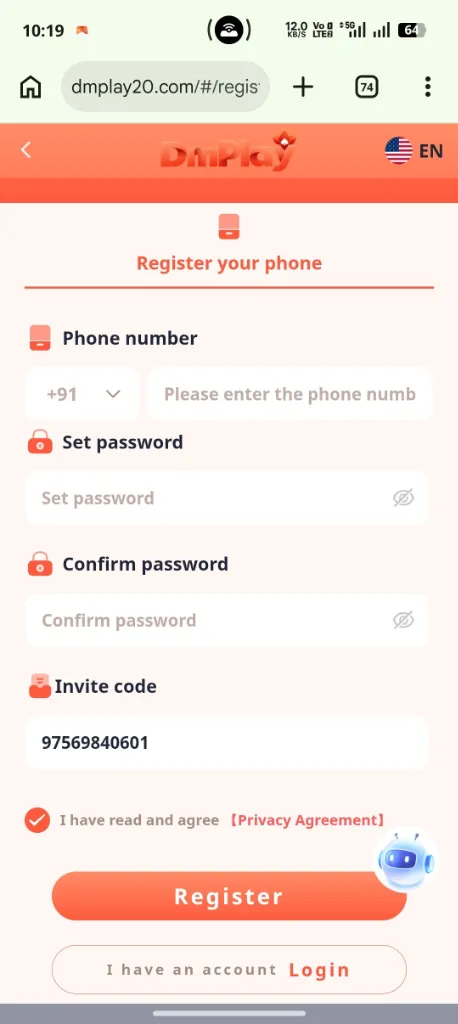 10:19
12.0 KB/S Vo LTE2 5G 64
dmplay20.com/#/regis
74
DmPlay
EN
Register your phone
Phone number
+91
Please enter the phone numb
Set password
Set password
Confirm password
Confirm password
Invite code
97569840601
I have read and agree 【Privacy Agreement】
Register
I have an account Login